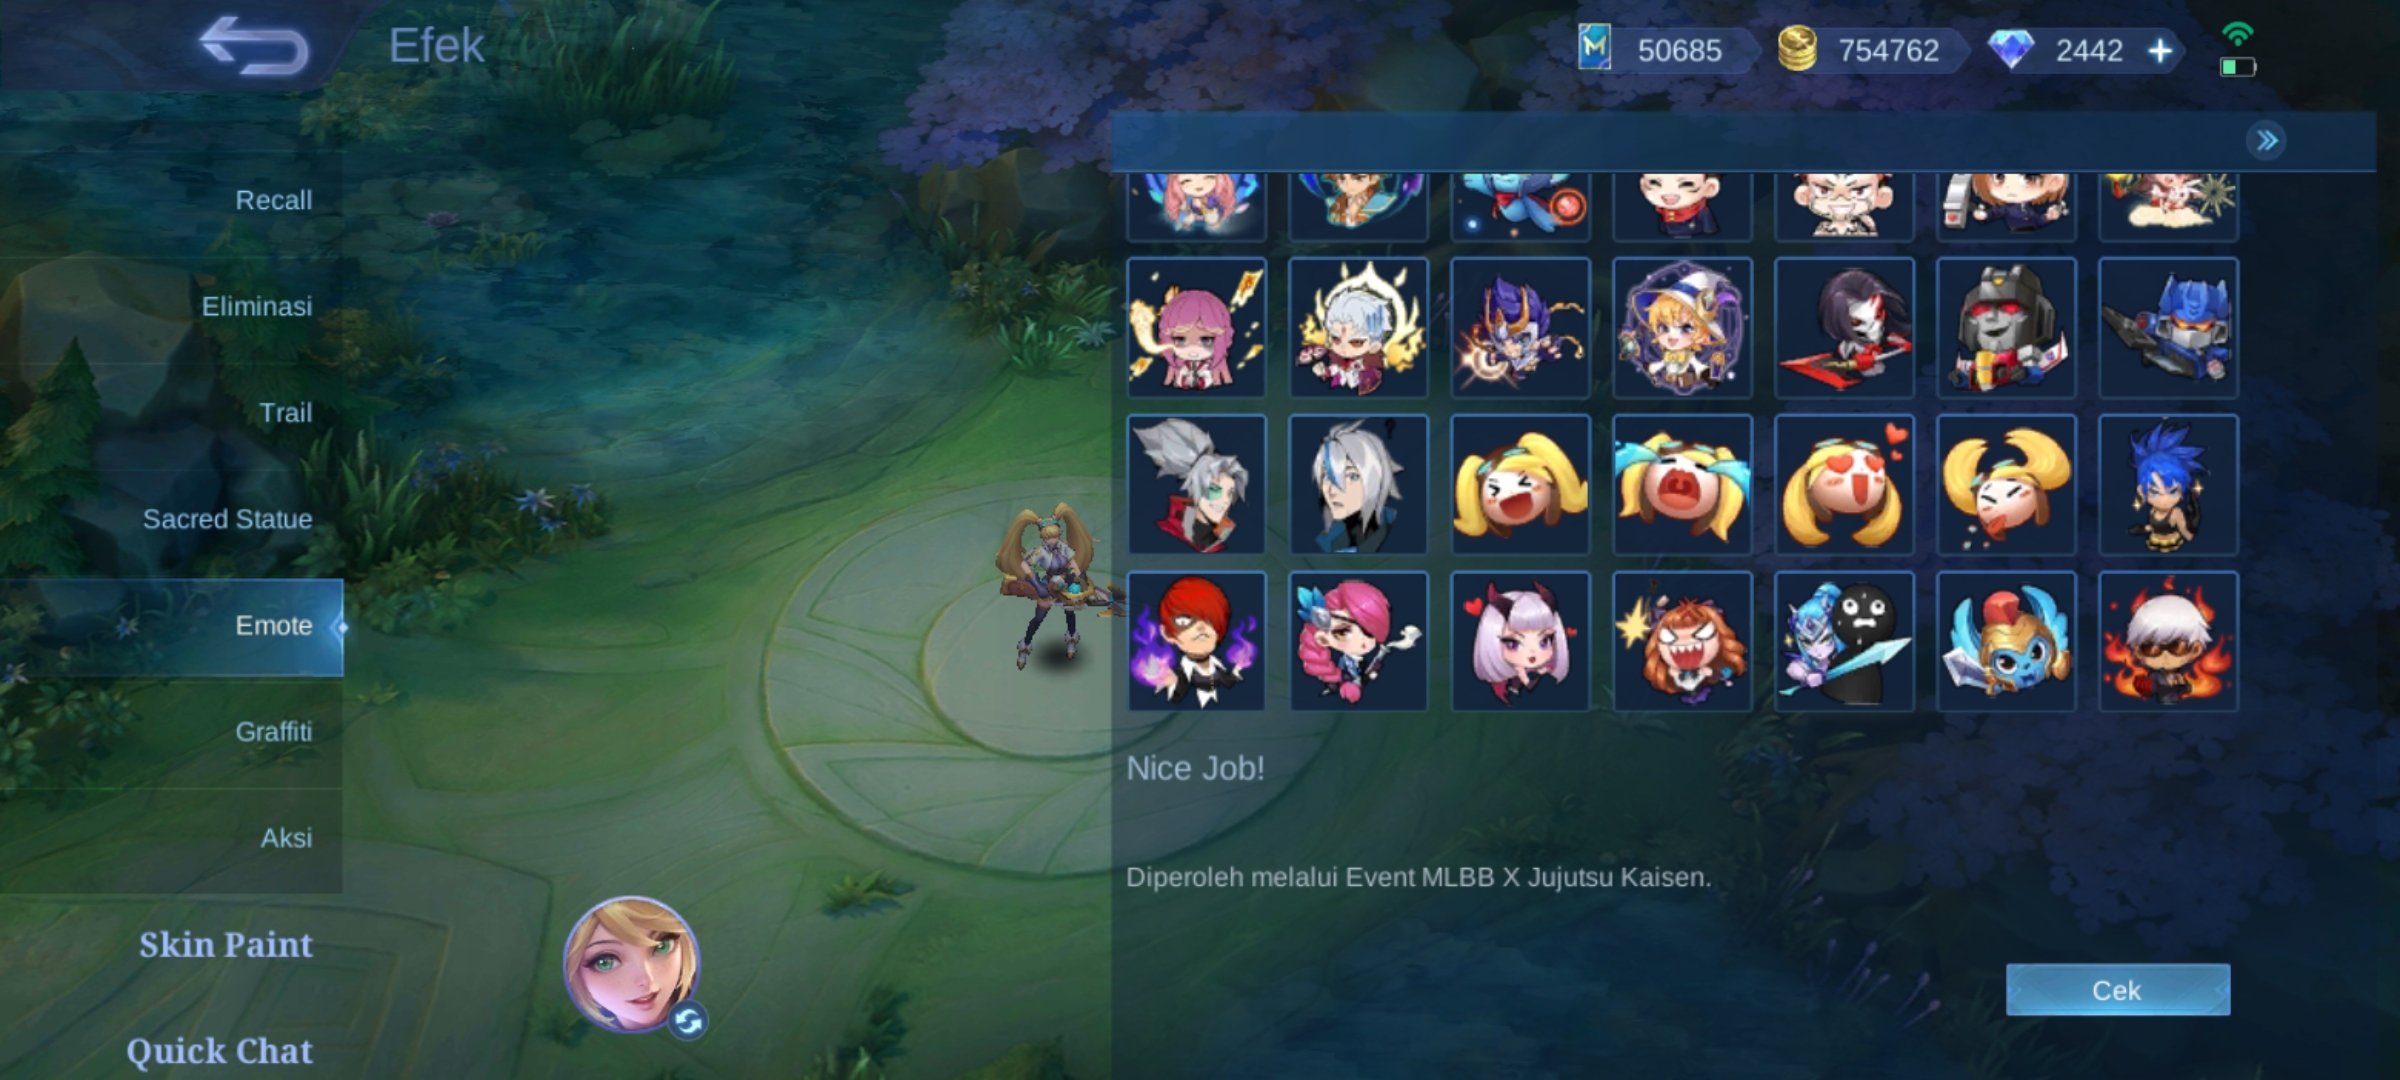 Efek
50685
754762
2442
Recall
Eliminasi
Trail
Sacred Statue
Emote
Graffiti
Aksi
Skin Paint
Quick Chat
Nice Job!
Diperoleh melalui Event MLBB X Jujutsu Kaisen.
Cek